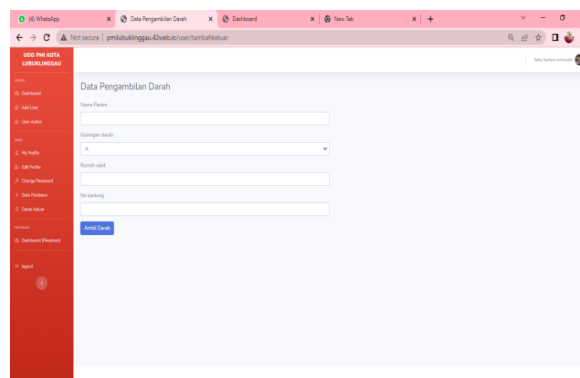 (4) WhatsApp
Data Pengambilan Darah
Dashboard
New Tab
Not secure | pmilubuklinggau.42web.io/user/tambahkeluar
UDD PMI KOTA
LUBUKLINGGAU
Dashboard
Add User
User Active
My Profile
Edit Profile
Change Password
Data Pendonor
Darah Keluar
Dashboard (Pimpinan)
logout
Data Pengambilan Darah
Nama Pasien
Golongan darah
A
Rumah sakit
No kantong
Ambil Darah